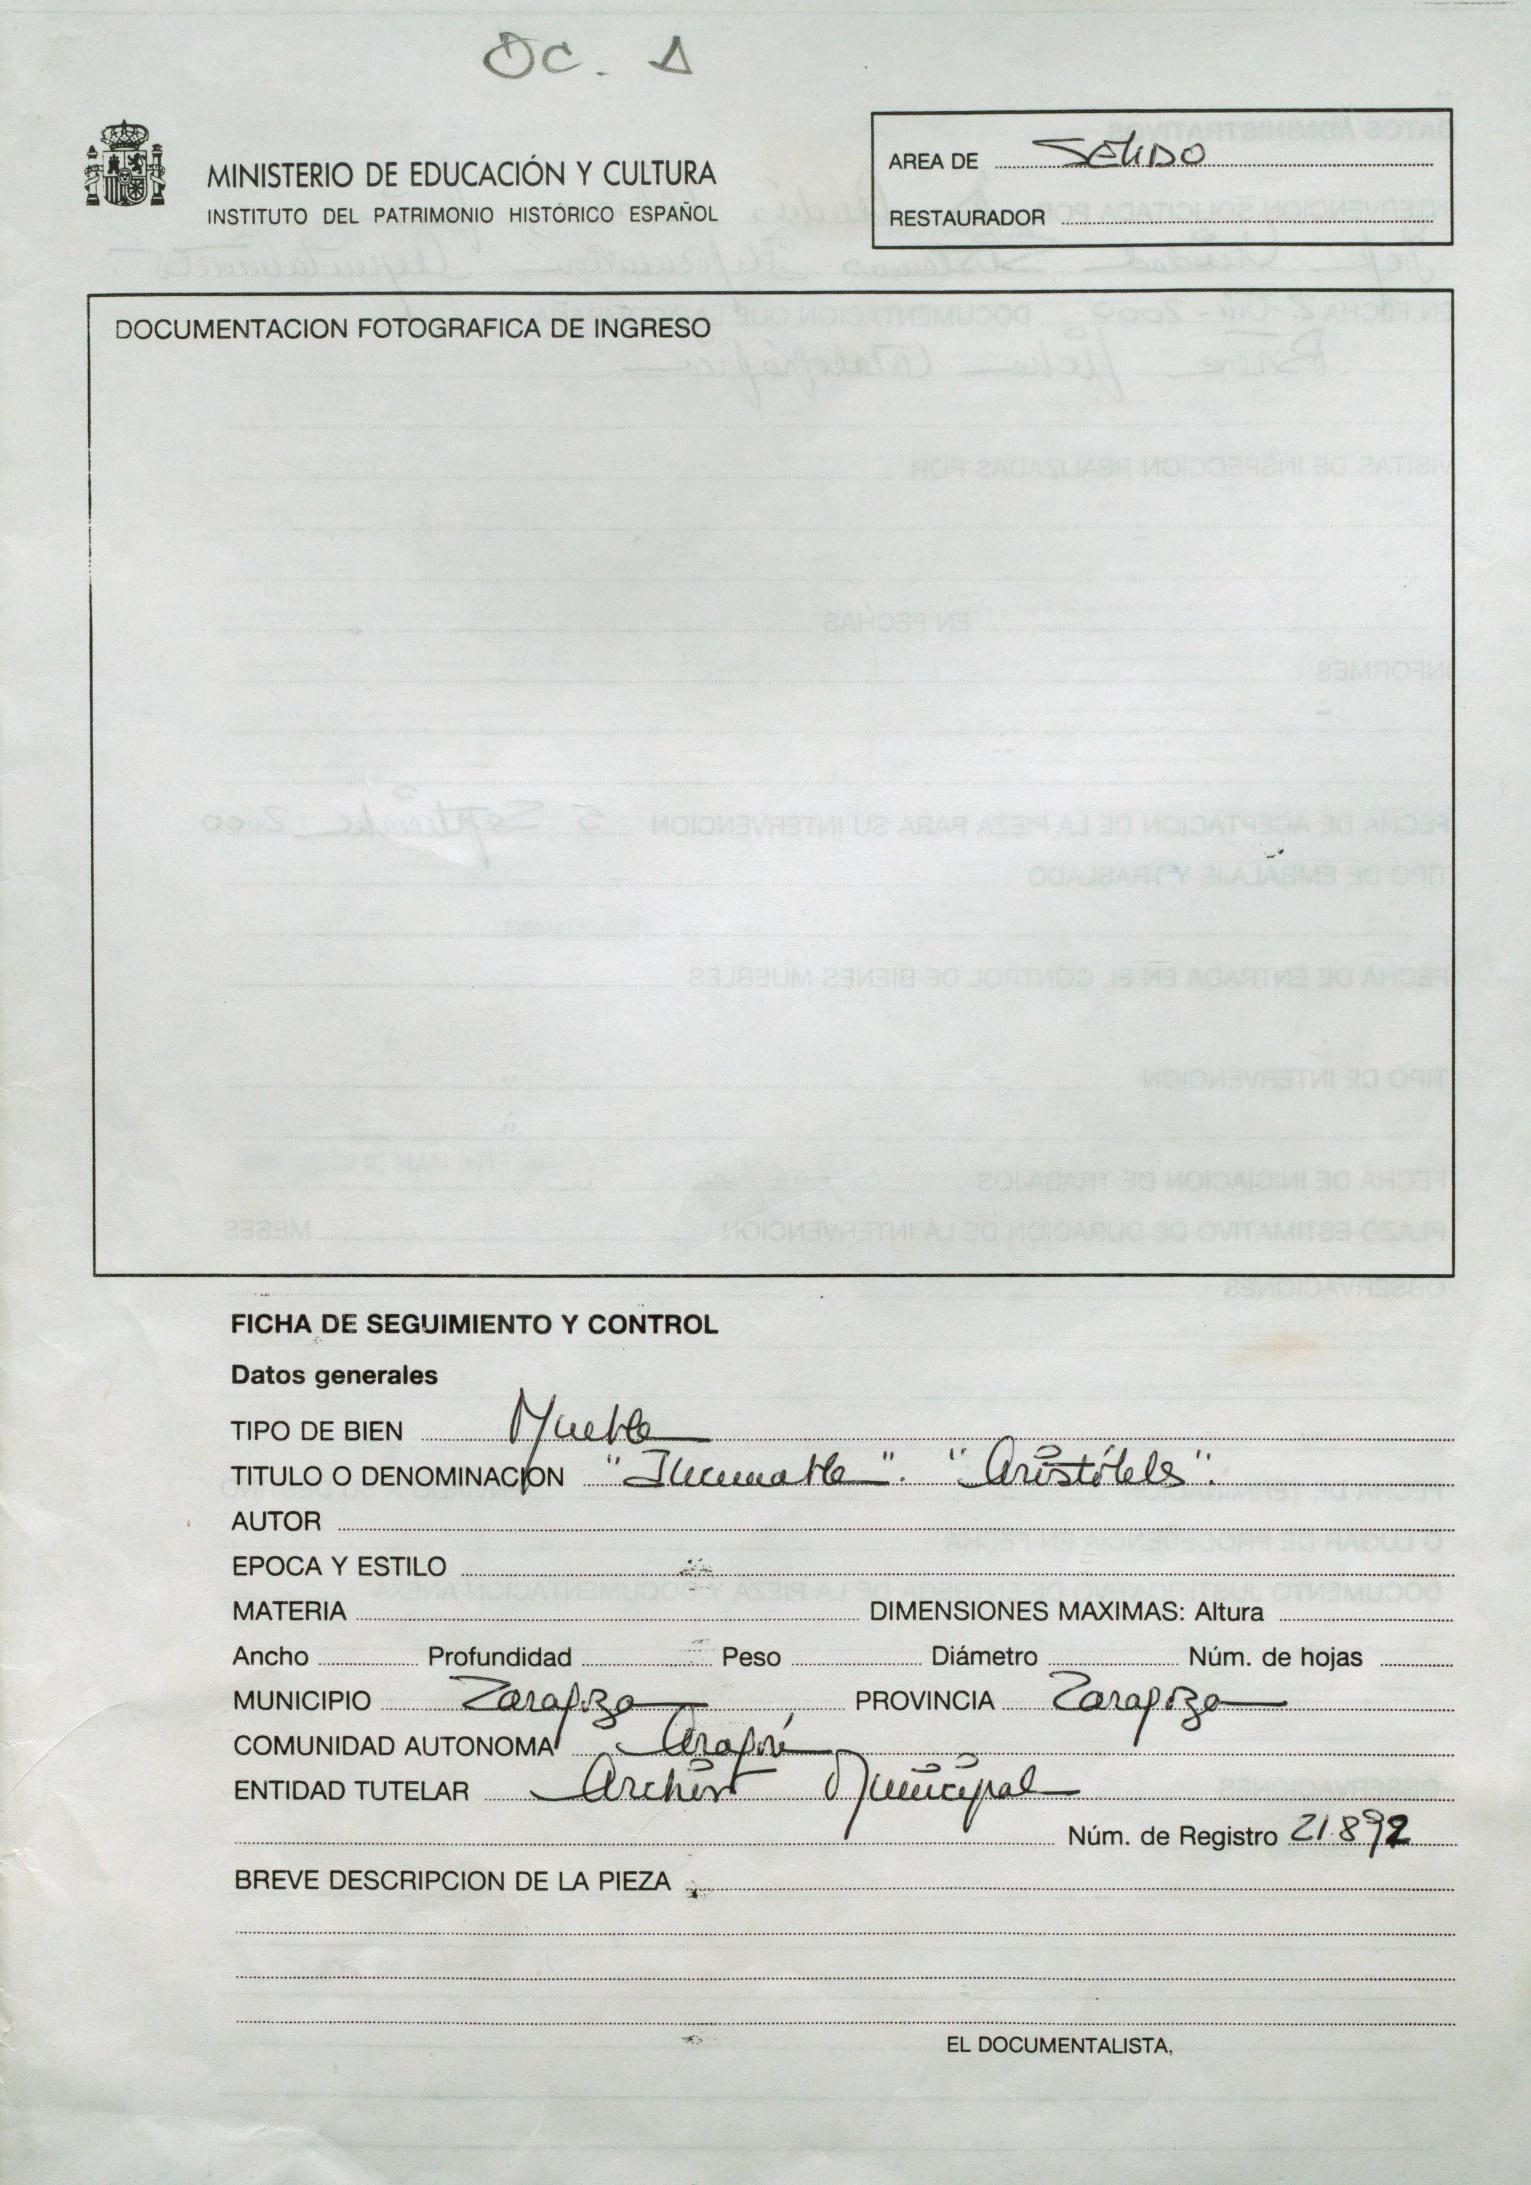 OC. 1
MINISTERIO DE EDUCACIÓN Y CULTURA
INSTITUTO DEL PATRIMONIO HISTÓRICO ESPAÑOL
AREA DE
RESTAURADOR
DOCUMENTACION FOTOGRAFICA DE INGRESO
FICHA DE SEGUIMIENTO Y CONTROL
Datos generales
TIPO DE BIEN Mueble
TITULO O DENOMINACION "Incunable". "Aristóteles".
AUTOR
EPOCA Y ESTILO
MATERIA DIMENSIONES MAXIMAS: Altura
Ancho Profundidad Peso Diámetro Núm. de hojas
MUNICIPIO Zaragoza PROVINCIA Zaragoza
COMUNIDAD AUTONOMA Aragón
ENTIDAD TUTELAR Archivo Municipal
Núm. de Registro 21.892
BREVE DESCRIPCION DE LA PIEZA
EL DOCUMENTALISTA,